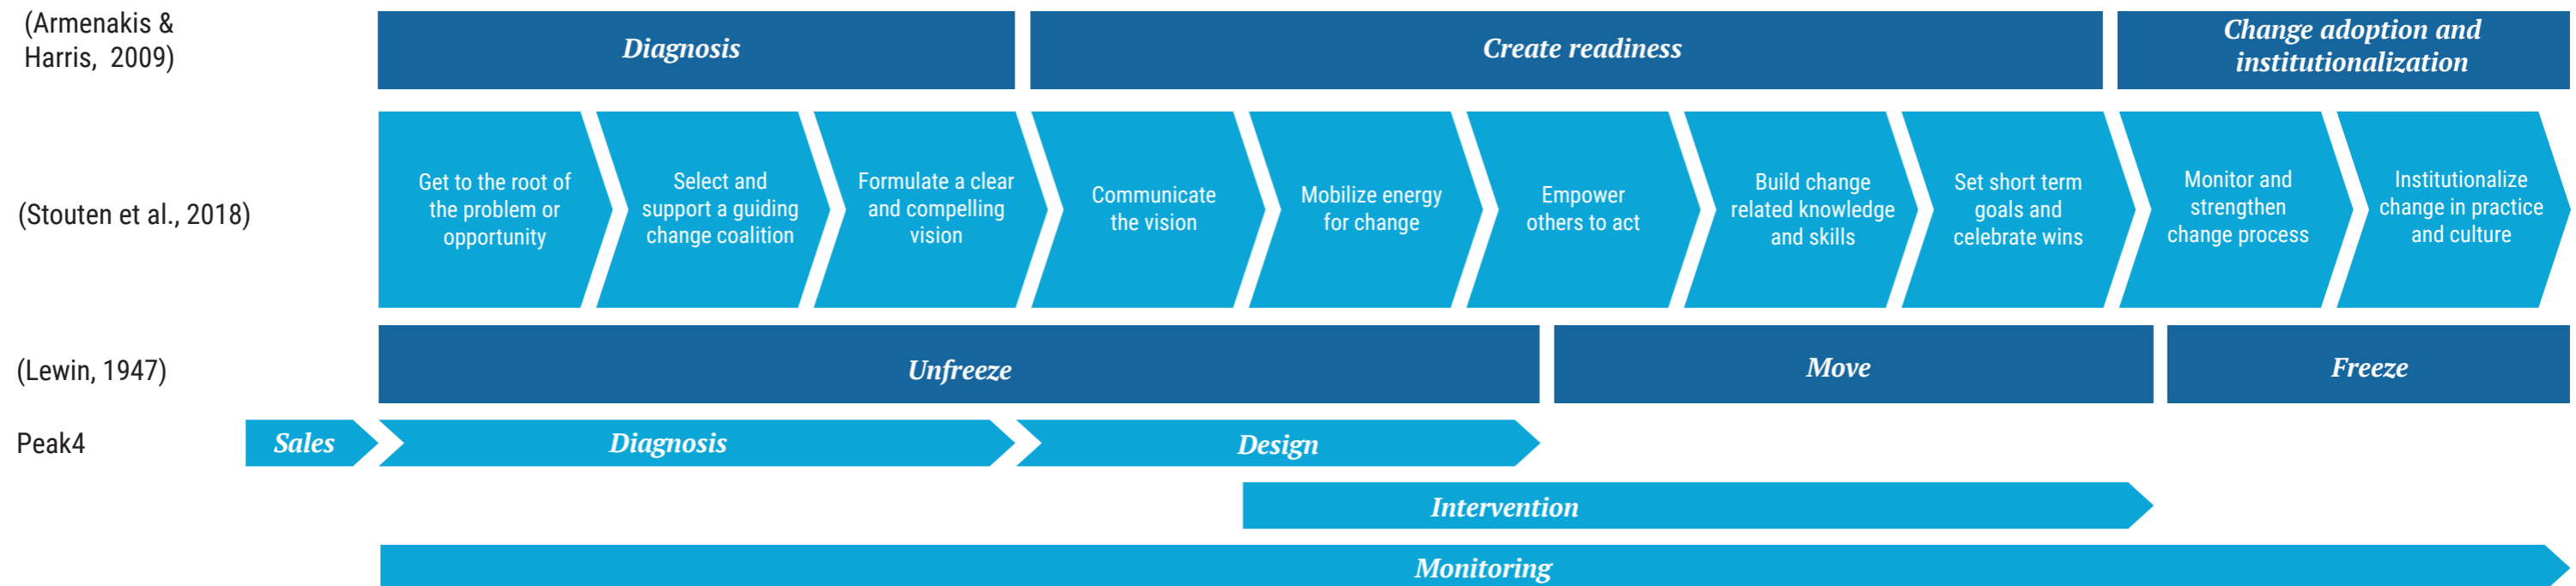 (Armenakis &
Harris, 2009)
Diagnosis
Create readiness
Change adoption and
institutionalization
(Stouten et al., 2018)
Get to the root of
the problem or
opportunity
Select and
support a guiding
change coalition
Formulate a clear
and compelling
vision
Communicate
the vision
Mobilize energy
for change
Empower
others to act
Build change
related knowledge
and skills
Set short term
goals and
celebrate wins
Monitor and
strengthen
change process
Institutionalize
change in practice
and culture
(Lewin, 1947)
Unfreeze
Move
Freeze
Peak4
Sales
Diagnosis
Design
Intervention
Monitoring